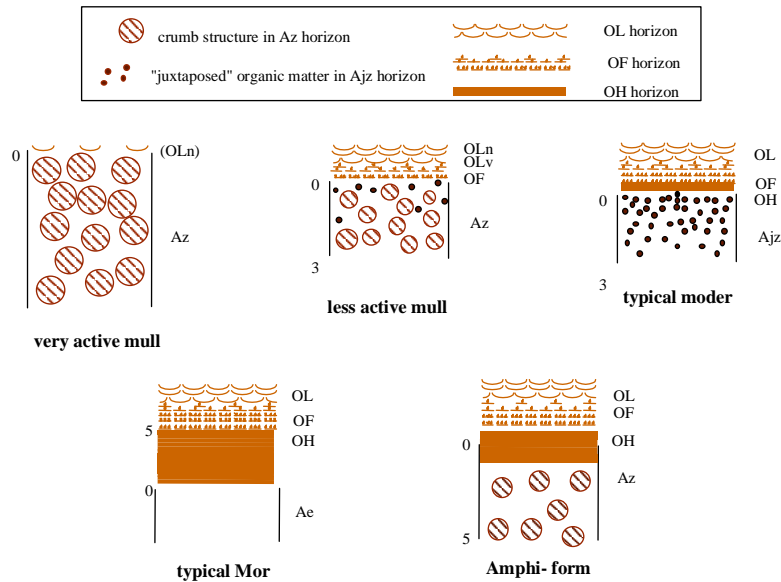 crumb structure in Az horizon
OL horizon
"juxtaposed" organic matter in Ajz horizon
OF horizon
OH horizon
0
(OLn)
Az
very active mull
OLn
OLv
OF
0
Az
3
less active mull
OL
OF
0
OH
Ajz
3
typical moder
OL
OF
5
OH
0
Ae
typical Mor
OL
OF
0
OH
Az
5
Amphi- form